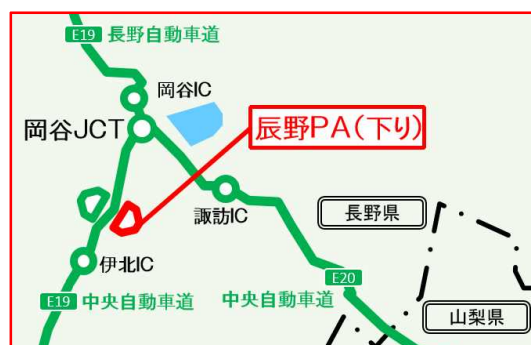 E19 長野自動車道
岡谷IC
岡谷JCT
辰野PA(下り)
諏訪IC
長野県
伊北IC
E20
E19 中央自動車道
中央自動車道
山梨県